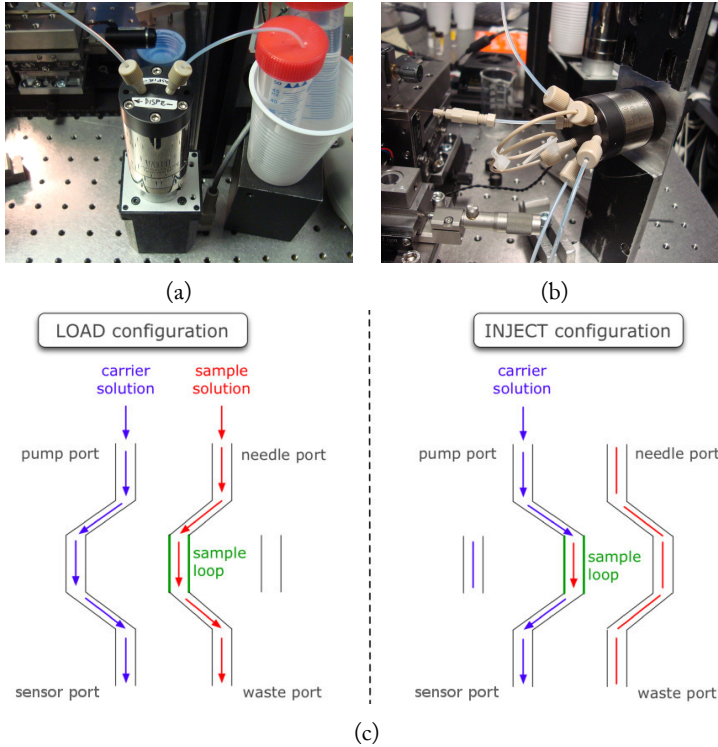 DISPE
(a)
(b)
LOAD configuration
INJECT configuration
carrier
solution
sample
solution
carrier
solution
pump port
needle port
pump port
needle port
sample
loop
sample
loop
sensor port
waste port
sensor port
waste port
(c)